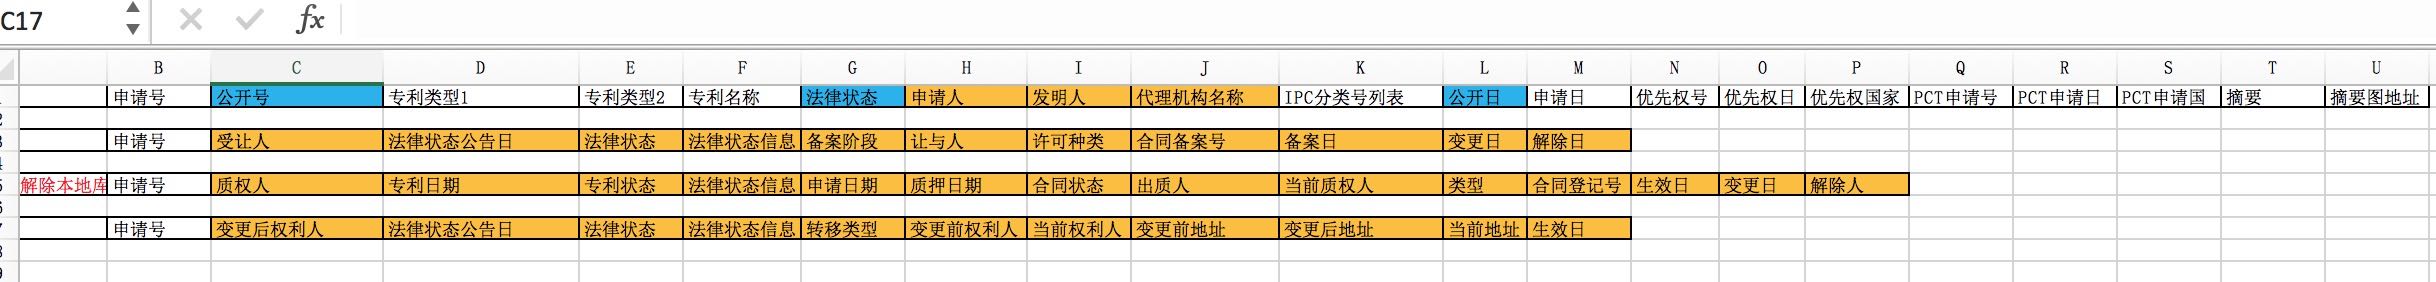 C17 fx
B C D E F G H I J K L M N O P Q R S T U
申请号 公开号 专利类型1 专利类型2 专利名称 法律状态 申请人 发明人 代理机构名称 IPC分类号列表 公开日 申请日 优先权号 优先权日 优先权国家 PCT申请号 PCT申请日 PCT申请国 摘要 摘要图地址
申请号 受让人 法律状态公告日 法律状态 法律状态信息 备案阶段 让与人 许可种类 合同备案号 备案日 变更日 解除日
解除本地库 申请号 质权人 专利日期 专利状态 法律状态信息 申请日期 质押日期 合同状态 出质人 当前质权人 类型 合同登记号 生效日 变更日 解除人
申请号 变更后权利人 法律状态公告日 法律状态 法律状态信息 转移类型 变更前权利人 当前权利人 变更前地址 变更后地址 当前地址 生效日